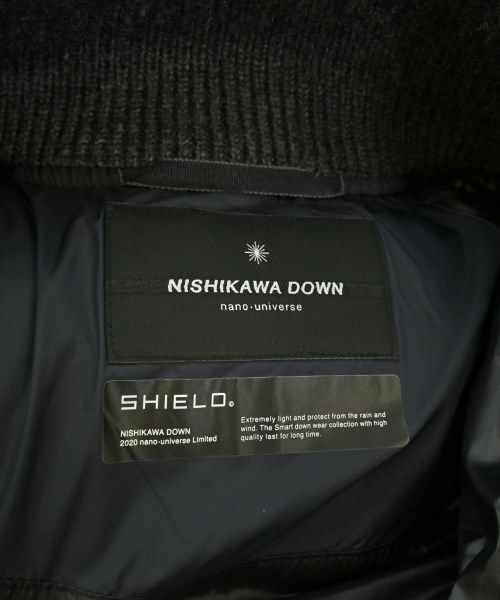 NISHIKAWA DOWN
nano·universe
SHIELD®
NISHIKAWA DOWN
2020 nano·universe Limited
Extremely light and protect from the rain and
wind. The Smart down wear collection with high
quality last for long time.